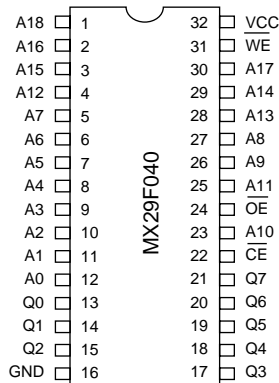 A18 1 32 VCC
A16 2 31 WE
A15 3 30 A17
A12 4 29 A14
A7 5 28 A13
A6 6 27 A8
A5 7 26 A9
A4 8 25 A11
A3 9 24 OE
A2 10 23 A10
A1 11 22 CE
A0 12 21 Q7
Q0 13 20 Q6
Q1 14 19 Q5
Q2 15 18 Q4
GND 16 17 Q3
MX29F040